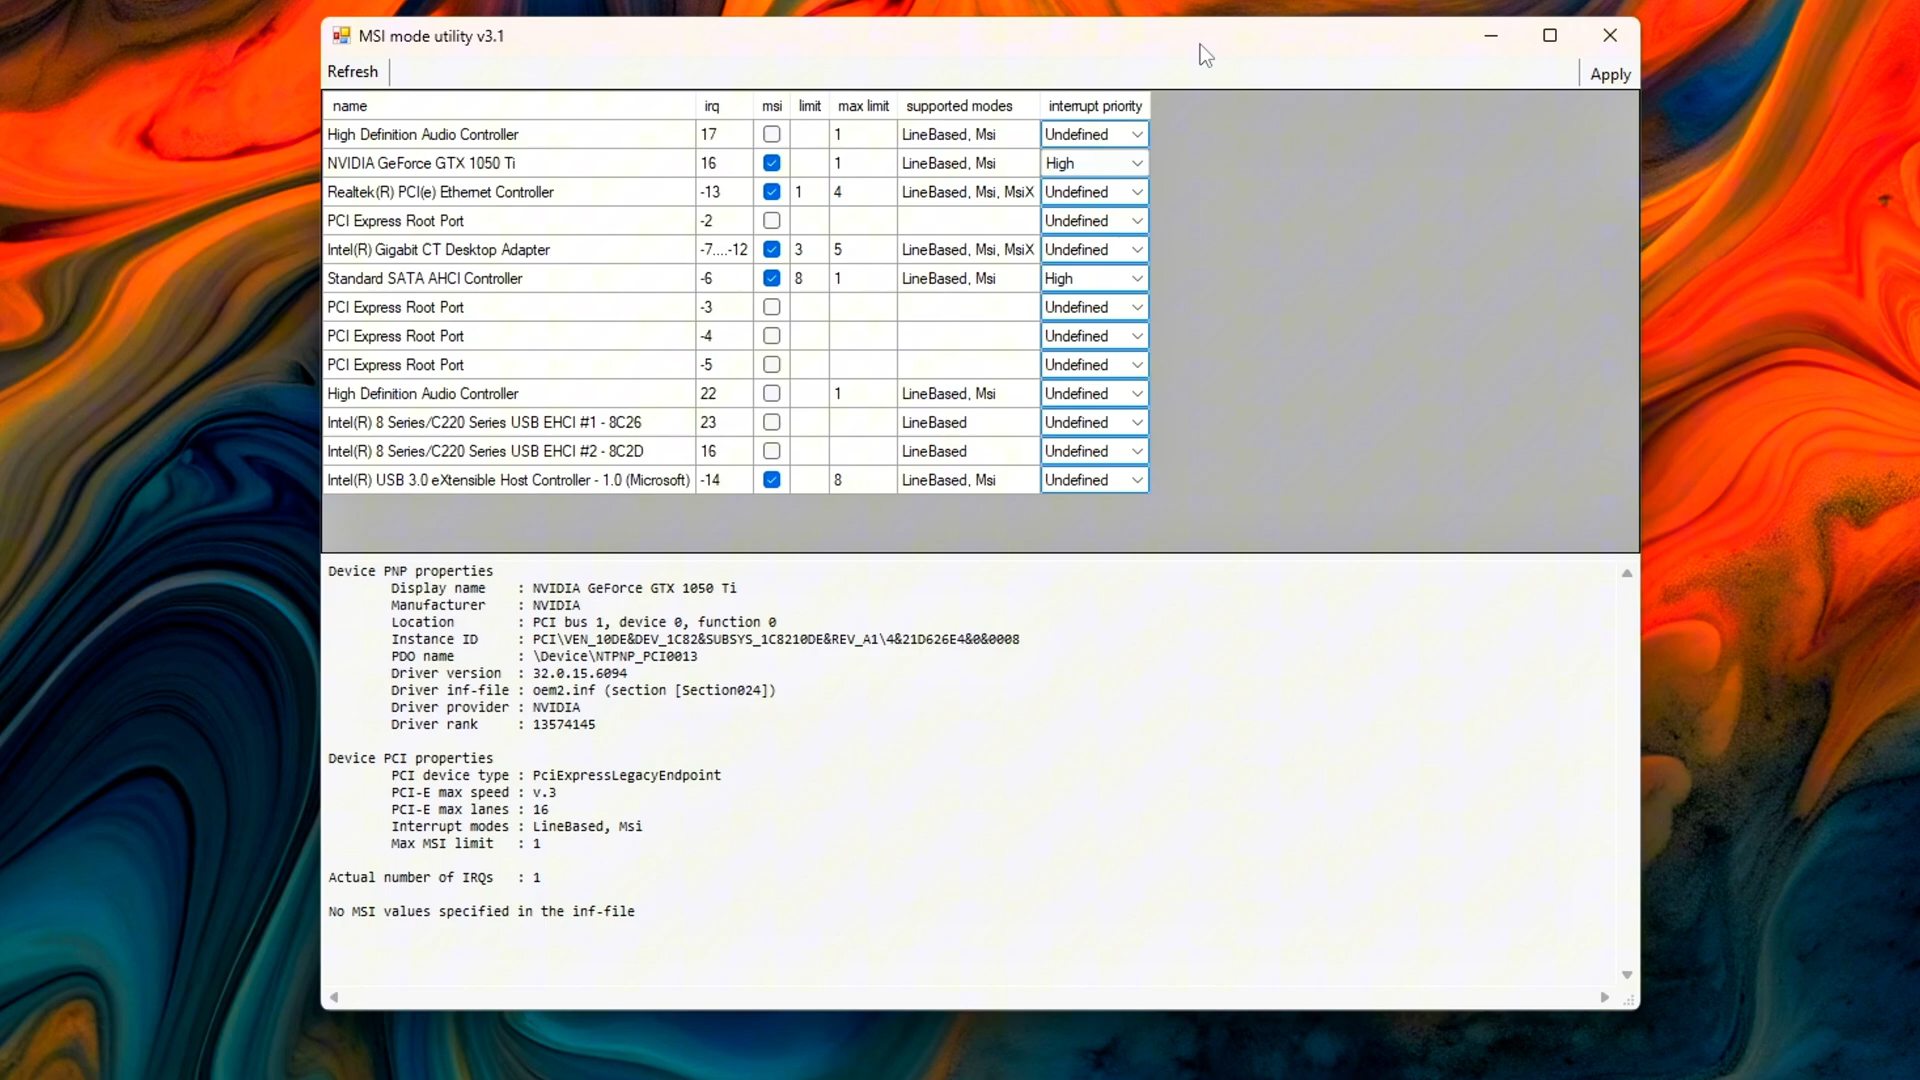 MSI mode utility v3.1
Refresh
Apply
name irq msi limit max limit supported modes interrupt priority
High Definition Audio Controller 17 1 LineBased, Msi Undefined
NVIDIA GeForce GTX 1050 Ti 16 1 LineBased, Msi High
Realtek(R) PCI(e) Ethernet Controller -13 1 4 LineBased, Msi, MsiX Undefined
PCI Express Root Port -2 Undefined
Intel(R) Gigabit CT Desktop Adapter -7....-12 3 5 LineBased, Msi, MsiX Undefined
Standard SATA AHCI Controller -6 8 1 LineBased, Msi High
PCI Express Root Port -3 Undefined
PCI Express Root Port -4 Undefined
PCI Express Root Port -5 Undefined
High Definition Audio Controller 22 1 LineBased, Msi Undefined
Intel(R) 8 Series/C220 Series USB EHCI #1 - 8C26 23 LineBased Undefined
Intel(R) 8 Series/C220 Series USB EHCI #2 - 8C2D 16 LineBased Undefined
Intel(R) USB 3.0 eXtensible Host Controller - 1.0 (Microsoft) -14 8 LineBased, Msi Undefined
Device PNP properties
Display name : NVIDIA GeForce GTX 1050 Ti
Manufacturer : NVIDIA
Location : PCI bus 1, device 0, function 0
Instance ID : PCI\VEN_10DE&DEV_1C82&SUBSYS_1C8210DE&REV_A1\4&21D626E4&0&0008
PDO name : \Device\NTPNP_PCI0013
Driver version : 32.0.15.6094
Driver inf-file : oem2.inf (section [Section024])
Driver provider : NVIDIA
Driver rank : 13574145
Device PCI properties
PCI device type : PciExpressLegacyEndpoint
PCI-E max speed : v.3
PCI-E max lanes : 16
Interrupt modes : LineBased, Msi
Max MSI limit : 1
Actual number of IRQs : 1
No MSI values specified in the inf-file